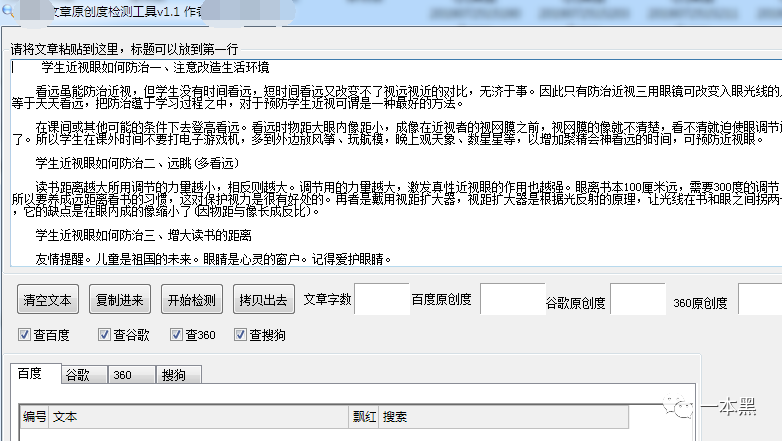 文章原创度检测工具v1.1 作者
请将文章粘贴到这里，标题可以放到第一行
学生近视眼如何防治一、注意改造生活环境
看远虽能防治近视，但学生没有时间看远，短时间看远又改变不了视远视近的对比，无济于事。因此只有防治近视三用眼镜可改变入眼光线的
等于天天看远，把防治蕴于学习过程之中，对于预防学生近视可谓是一种最好的方法。
在课间或其他可能的条件下去登高看远。看远时物距大眼内像距小，成像在近视者的视网膜之前，视网膜的像就不清楚，看不清就迫使眼调节
了。所以学生在课外时间不要打电子游戏机，多到外边放风筝、玩航模，晚上观天象、数星星等，以增加聚精会神看远的时间，可预防近视眼。
学生近视眼如何防治二、远眺(多看远)
读书距离越大所用调节的力量越小，相反则越大。调节用的力量越大，激发真性近视眼的作用也越强。眼离书本100厘米远，需要300度的调节
所以要养成远距离看书的习惯，这对保护视力是很有好处的。再者是戴用视距扩大器，视距扩大器是根据光反射的原理，让光线在书和眼之间拐两
，它的缺点是在眼内成的像缩小了(因物距与像长成反比)。
学生近视眼如何防治三、增大读书的距离
友情提醒。儿童是祖国的未来。眼睛是心灵的窗户。记得爱护眼睛。
清空文本 复制进来 开始检测 拷贝出去 文章字数 百度原创度 谷歌原创度 360原创度
查百度 查谷歌 查360 查搜狗
百度 谷歌 360 搜狗
编号 文本 飘红 搜索
一本黑